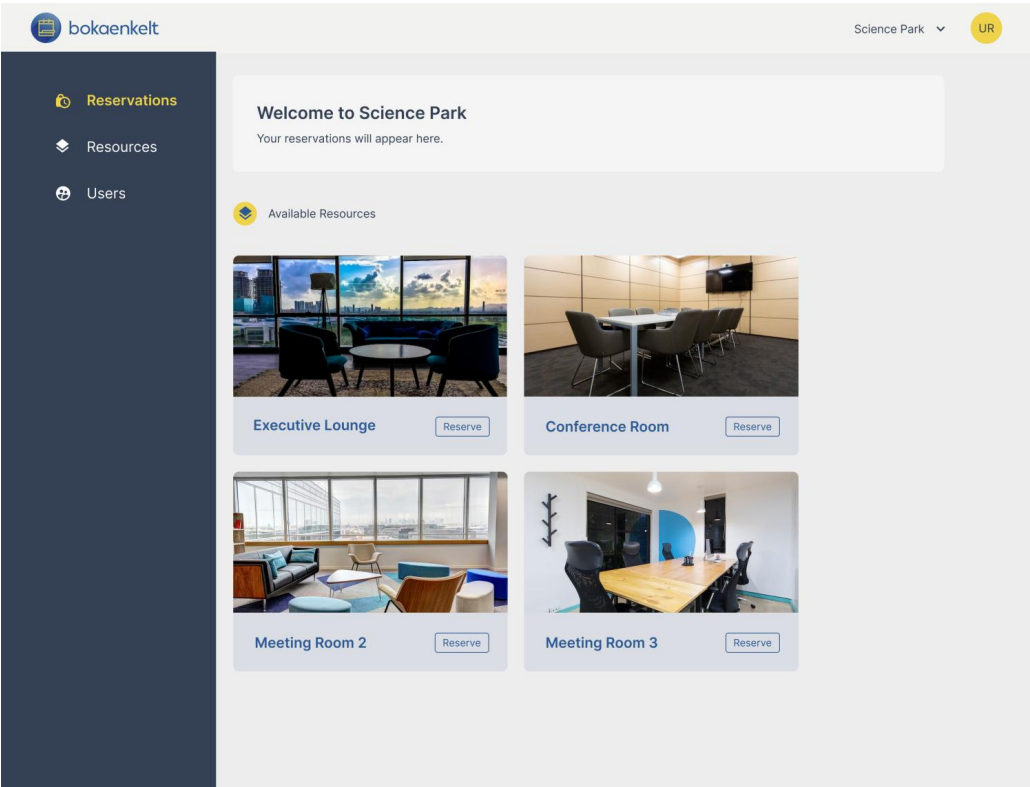 bokaenkelt
Science Park
UR
Reservations
Resources
Users
Welcome to Science Park
Your reservations will appear here.
Available Resources
Executive Lounge
Reserve
Conference Room
Reserve
Meeting Room 2
Reserve
Meeting Room 3
Reserve